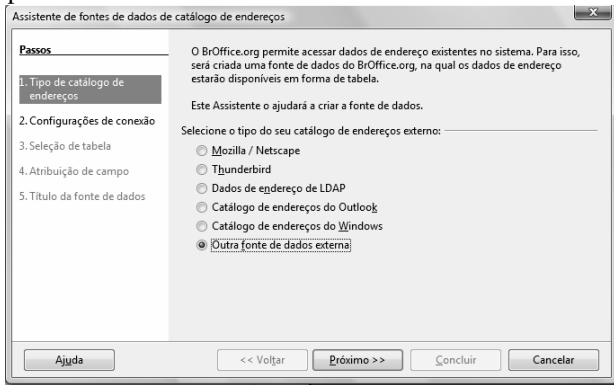 Assistente de fontes de dados de catálogo de endereços
Passos
1. Tipo de catálogo de
endereços
2. Configurações de conexão
3. Seleção de tabela
4. Atribuição de campo
5. Título da fonte de dados
O BrOffice.org permite acessar dados de endereço existentes no sistema. Para isso,
será criada uma fonte de dados do BrOffice.org, na qual os dados de endereço
estarão disponíveis em forma de tabela.
Este Assistente o ajudará a criar a fonte de dados.
Selecione o tipo do seu catálogo de endereços externo:
Mozilla / Netscape
Thunderbird
Dados de endereço de LDAP
Catálogo de endereços do Outlook
Catálogo de endereços do Windows
Outra fonte de dados externa
Ajuda
<< Voltar
Próximo >>
Concluir
Cancelar